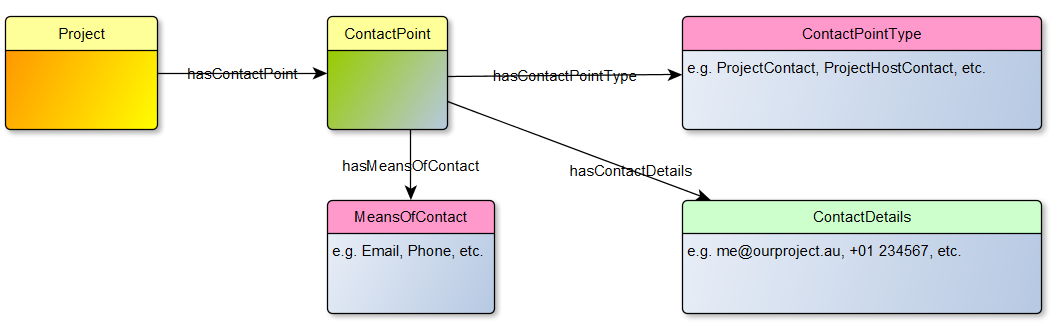 Project
hasContactPoint
ContactPoint
hasContactPointType
ContactPointType
e.g. ProjectContact, ProjectHostContact, etc.
hasMeansOfContact
hasContactDetails
MeansOfContact
e.g. Email, Phone, etc.
ContactDetails
e.g. me@ourproject.au, +01 234567, etc.